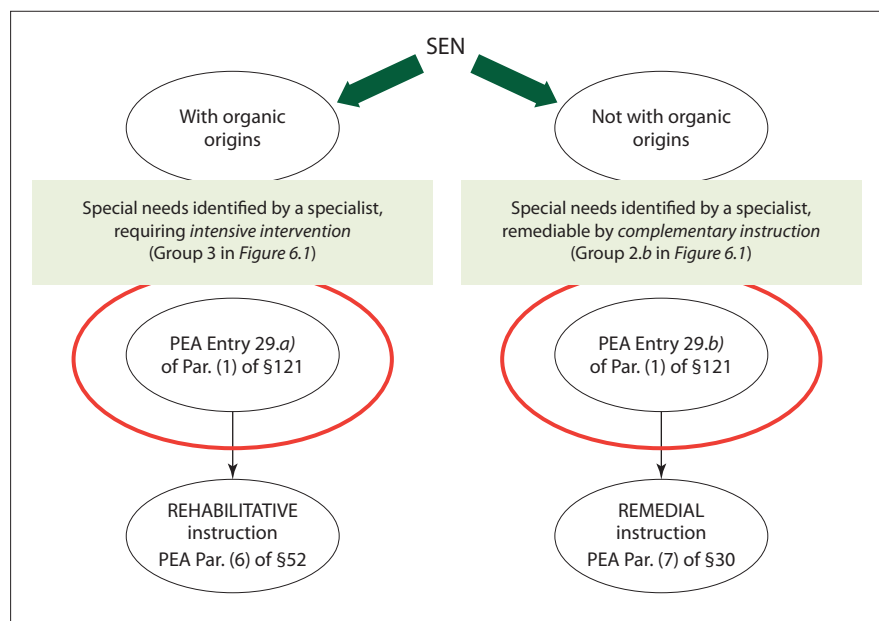 SEN
With organic
origins
Not with organic
origins
Special needs identified by a specialist,
requiring intensive intervention
(Group 3 in Figure 6.1)
Special needs identified by a specialist,
remediable by complementary instruction
(Group 2.b in Figure 6.1)
PEA Entry 29.a)
of Par. (1) of §121
PEA Entry 29.b)
of Par. (1) of §121
REHABILITATIVE
instruction
PEA Par. (6) of §52
REMEDIAL
instruction
PEA Par. (7) of §30